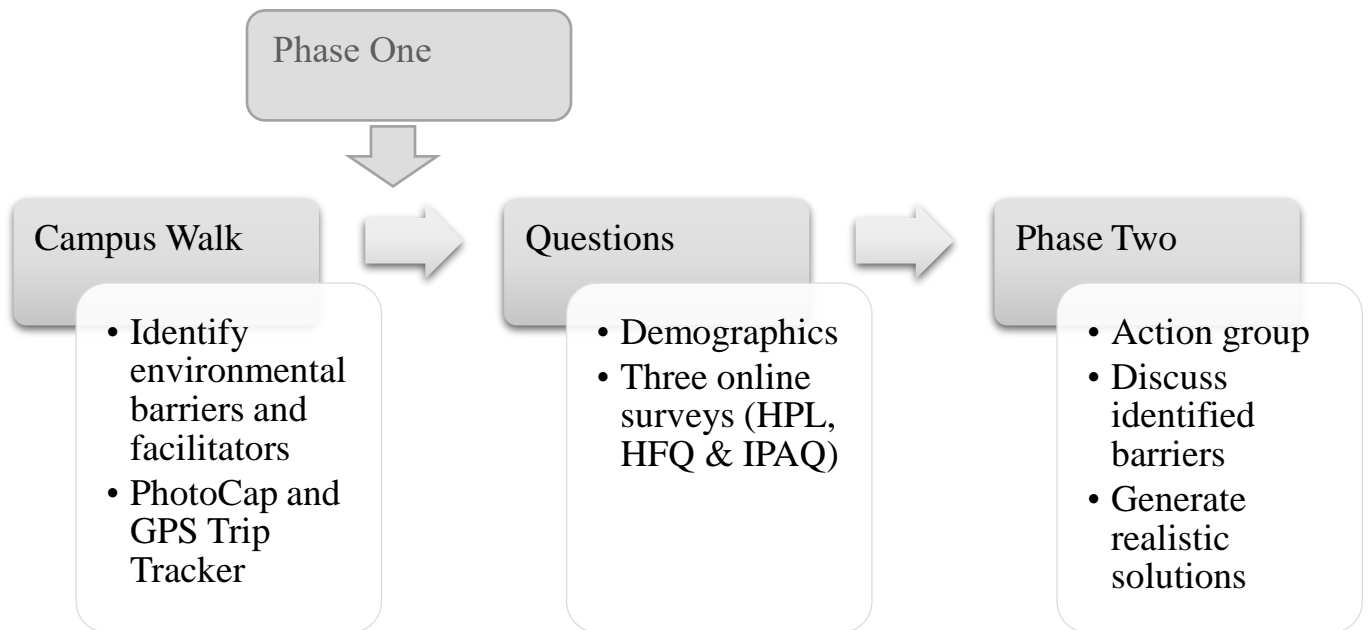 Phase One
Campus Walk
• Identify
environmental
barriers and
facilitators
• PhotoCap and
GPS Trip
Tracker
Questions
• Demographics
• Three online
surveys (HPL,
HFQ & IPAQ)
Phase Two
• Action group
• Discuss
identified
barriers
• Generate
realistic
solutions